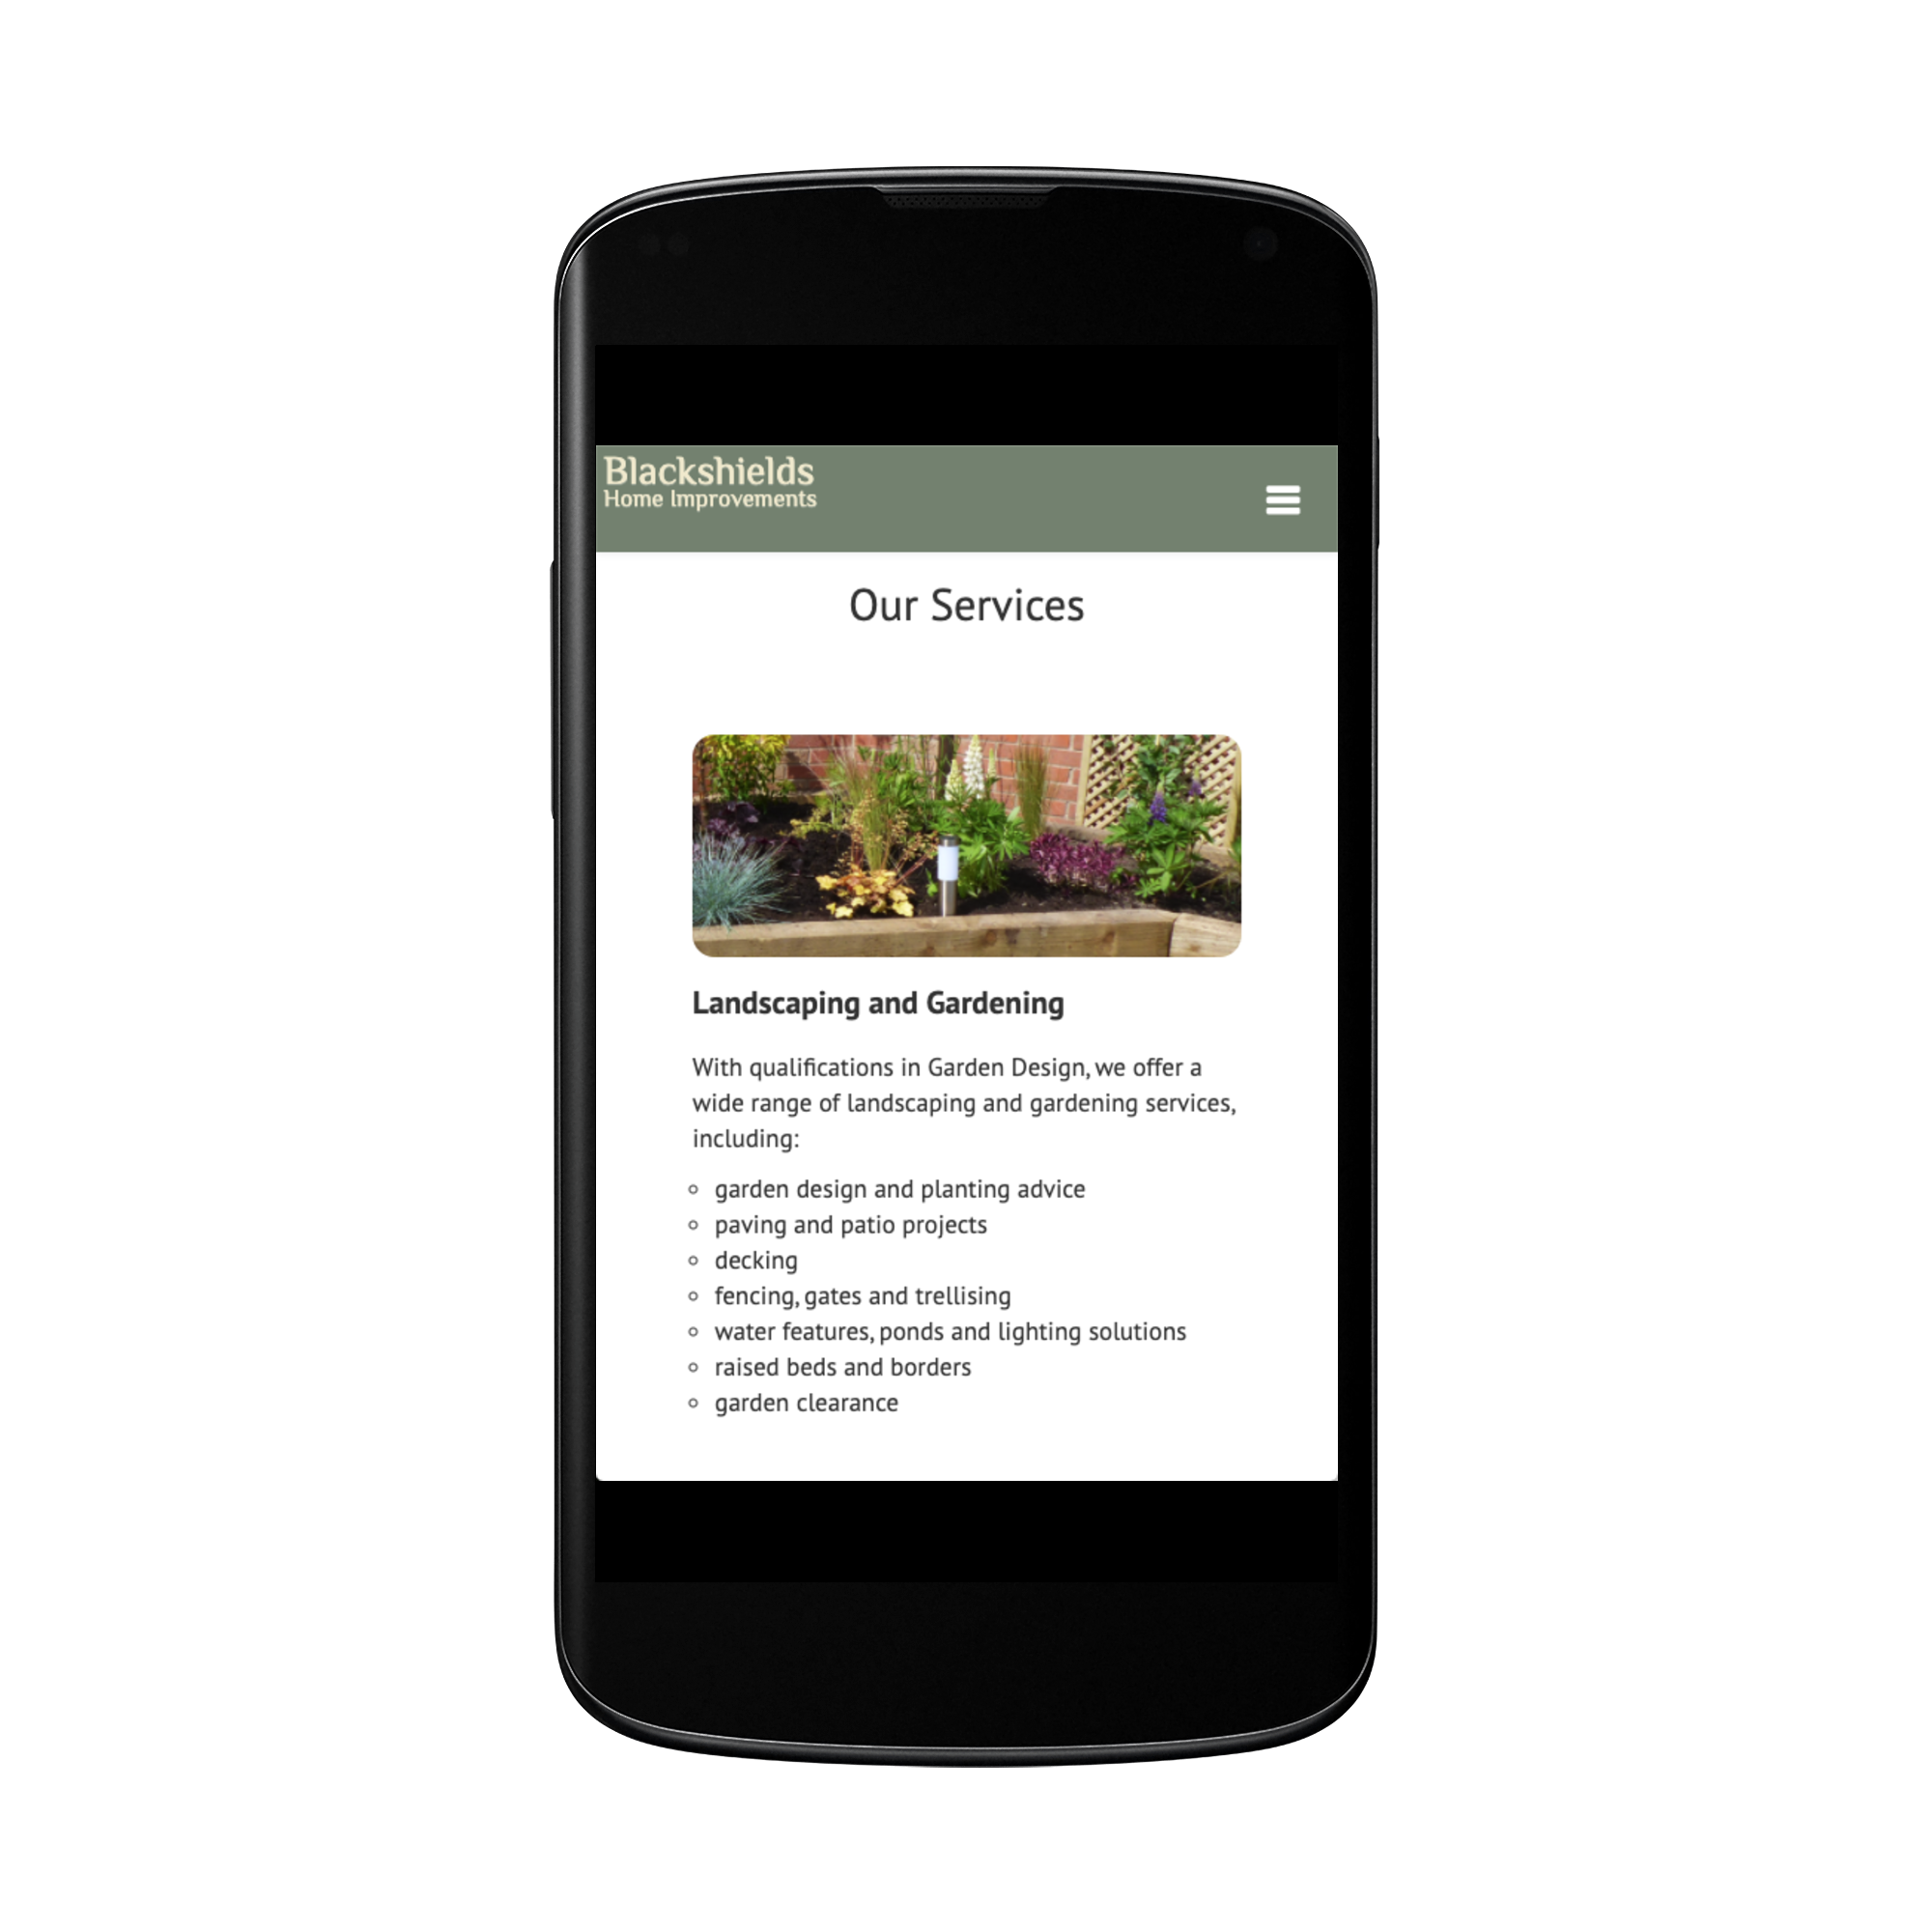 Blackshields
Home Improvements
Our Services
Landscaping and Gardening
With qualifications in Garden Design, we offer a
wide range of landscaping and gardening services,
including:
garden design and planting advice
paving and patio projects
decking
fencing, gates and trellising
water features, ponds and lighting solutions
raised beds and borders
garden clearance